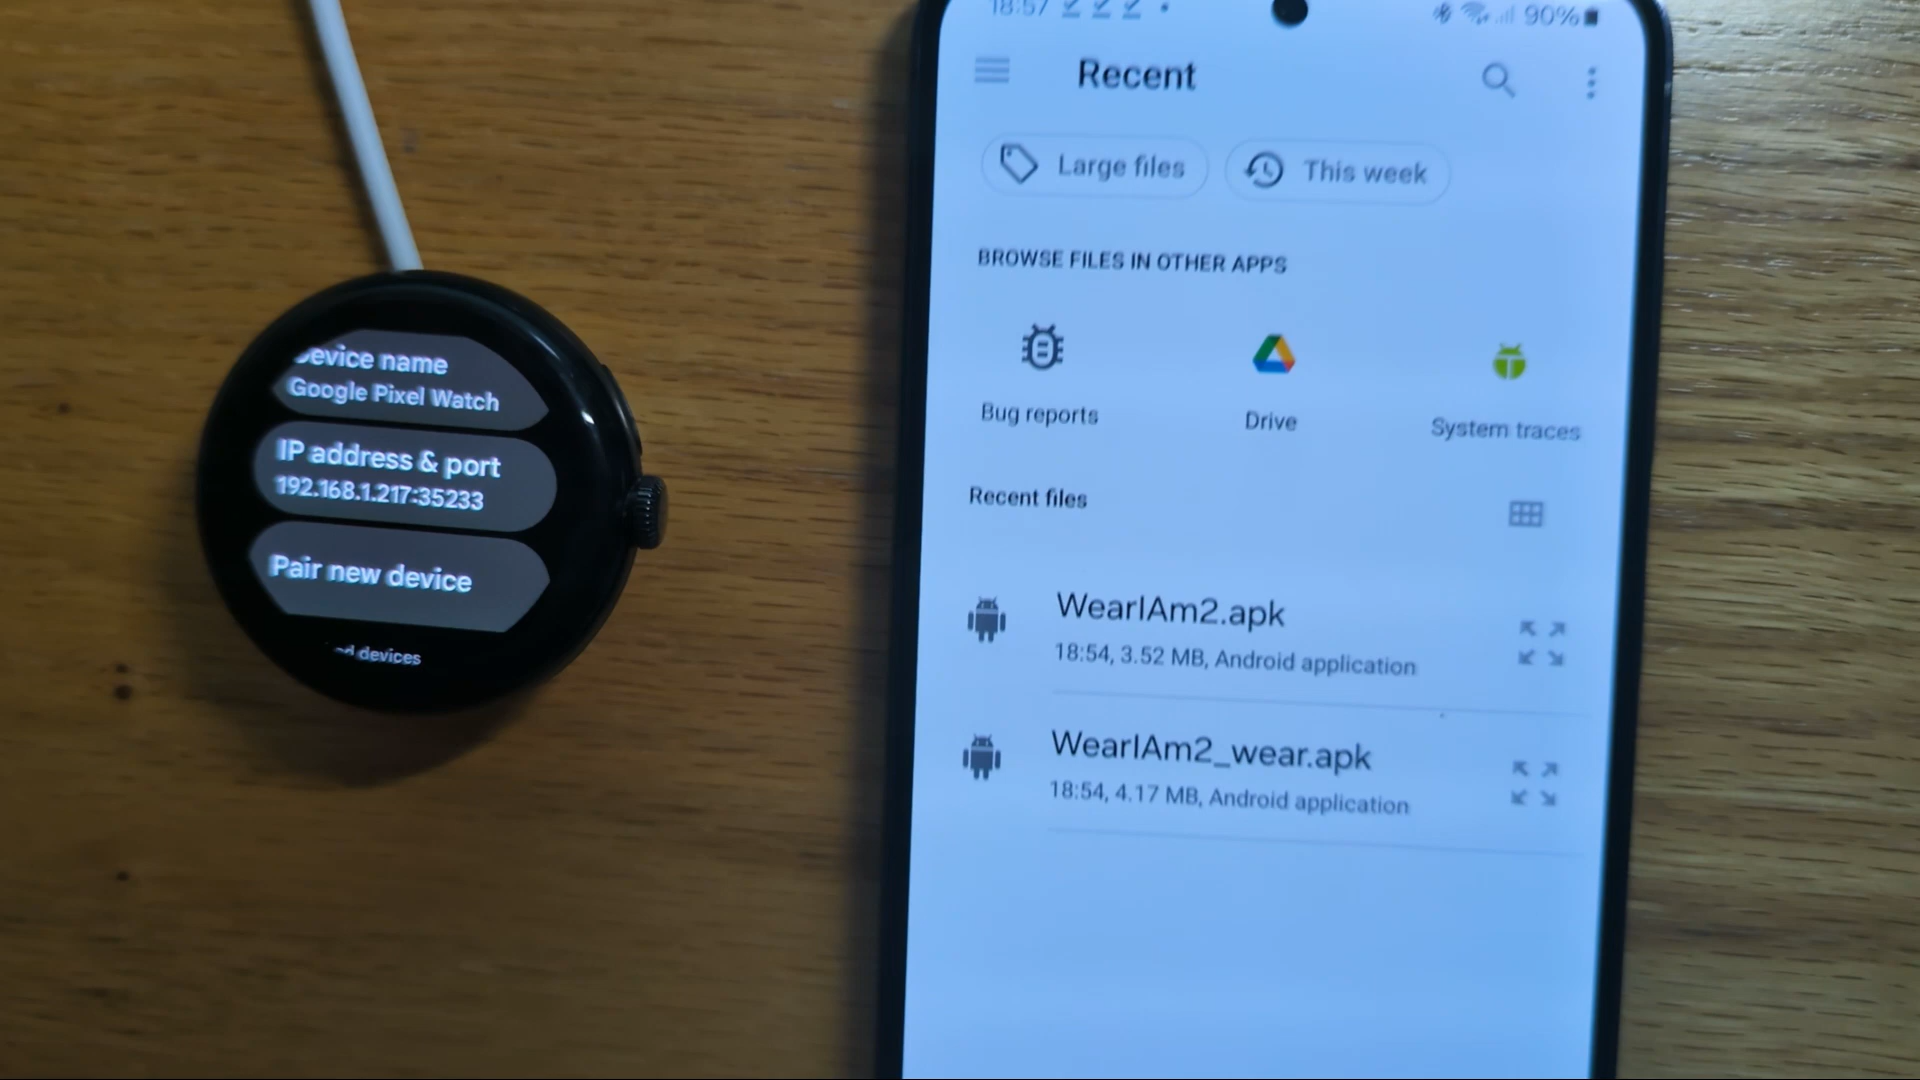 Device name
Google Pixel Watch
IP address & port
192.168.1.217:35233
Pair new device
devices
18:57
90%
Recent
Large files
This week
BROWSE FILES IN OTHER APPS
Bug reports
Drive
System traces
Recent files
WearIAm2.apk
18:54, 3.52 MB, Android application
WearIAm2_wear.apk
18:54, 4.17 MB, Android application